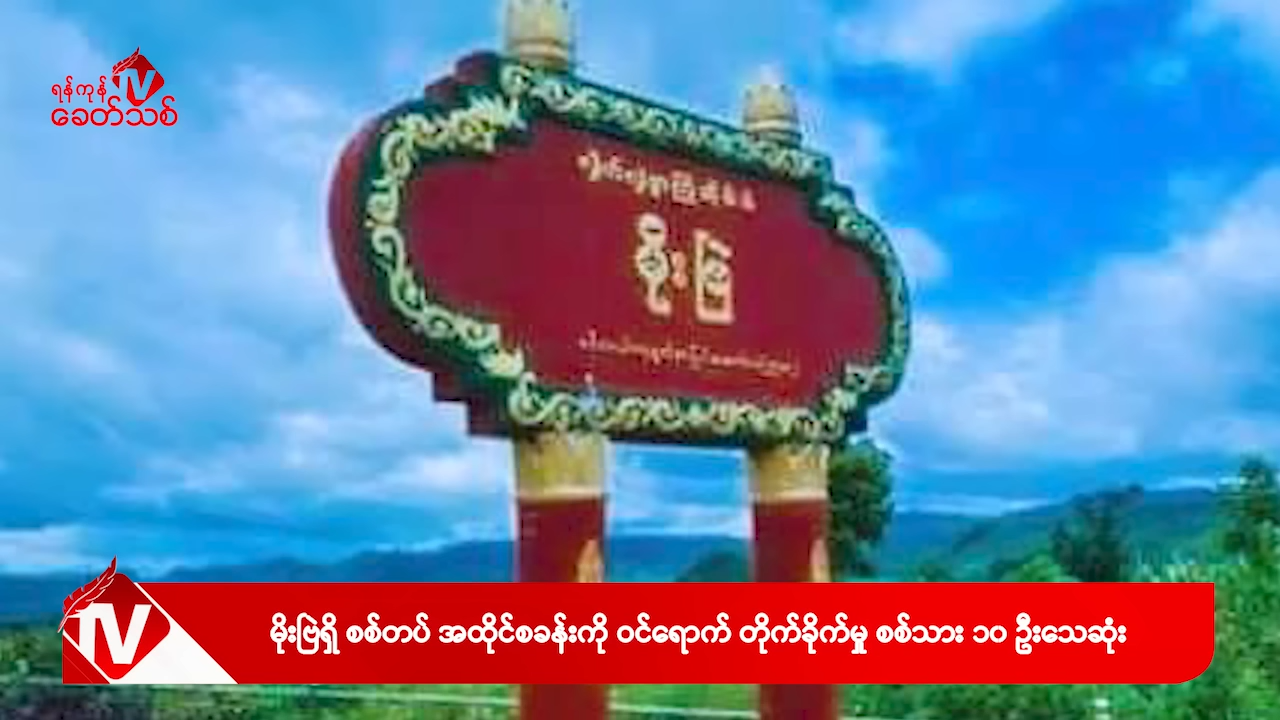 ရန်ကုန်
TV
ခေတ်သစ်
မိုးဗြဲ
TV
မိုးဗြဲရှိ စစ်တပ် အထိုင်စခန်းကို ဝင်ရောက် တိုက်ခိုက်မှု စစ်သား ၁၀ ဦးသေဆုံး